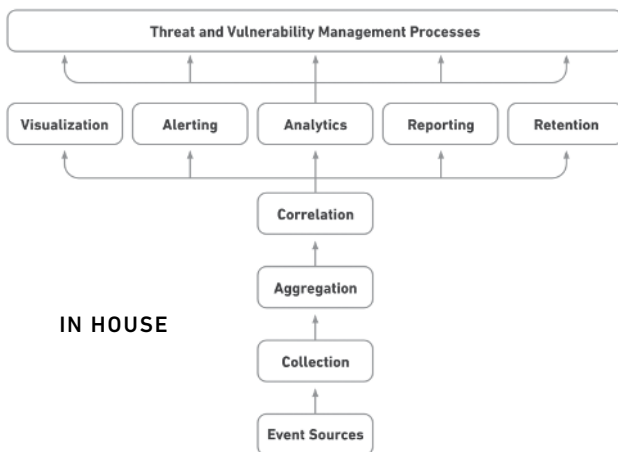 Threat and Vulnerability Management Processes
Visualization
Alerting
Analytics
Reporting
Retention
Correlation
Aggregation
IN HOUSE
Collection
Event Sources